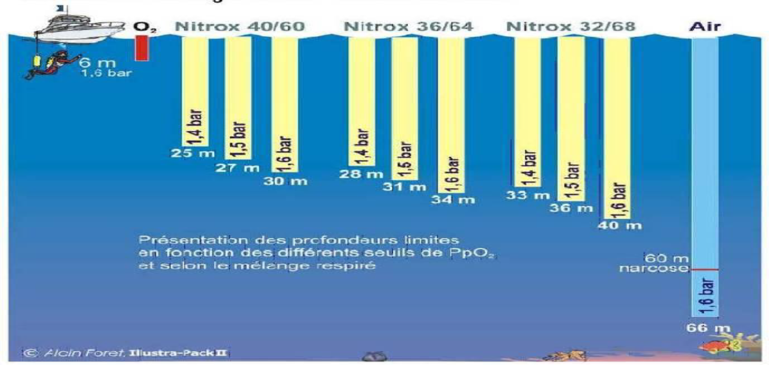 O₂ Nitrox 40/60 Nitrox 36/64 Nitrox 32/68 Air
6 m
1,6 bar
1,4 bar
25 m
1,5 bar
27 m
1,6 bar
30 m
1,4 bar
28 m
1,5 bar
31 m
1,6 bar
34 m
1,4 bar
33 m
1,5 bar
36 m
1,6 bar
40 m
Présentation des profondeurs limites
en fonction des différents seuils de PpO₂
et selon le mélange respiré
60 m
narcose
1,6 bar
66 m
© Alain Foret, Illustra-Pack II